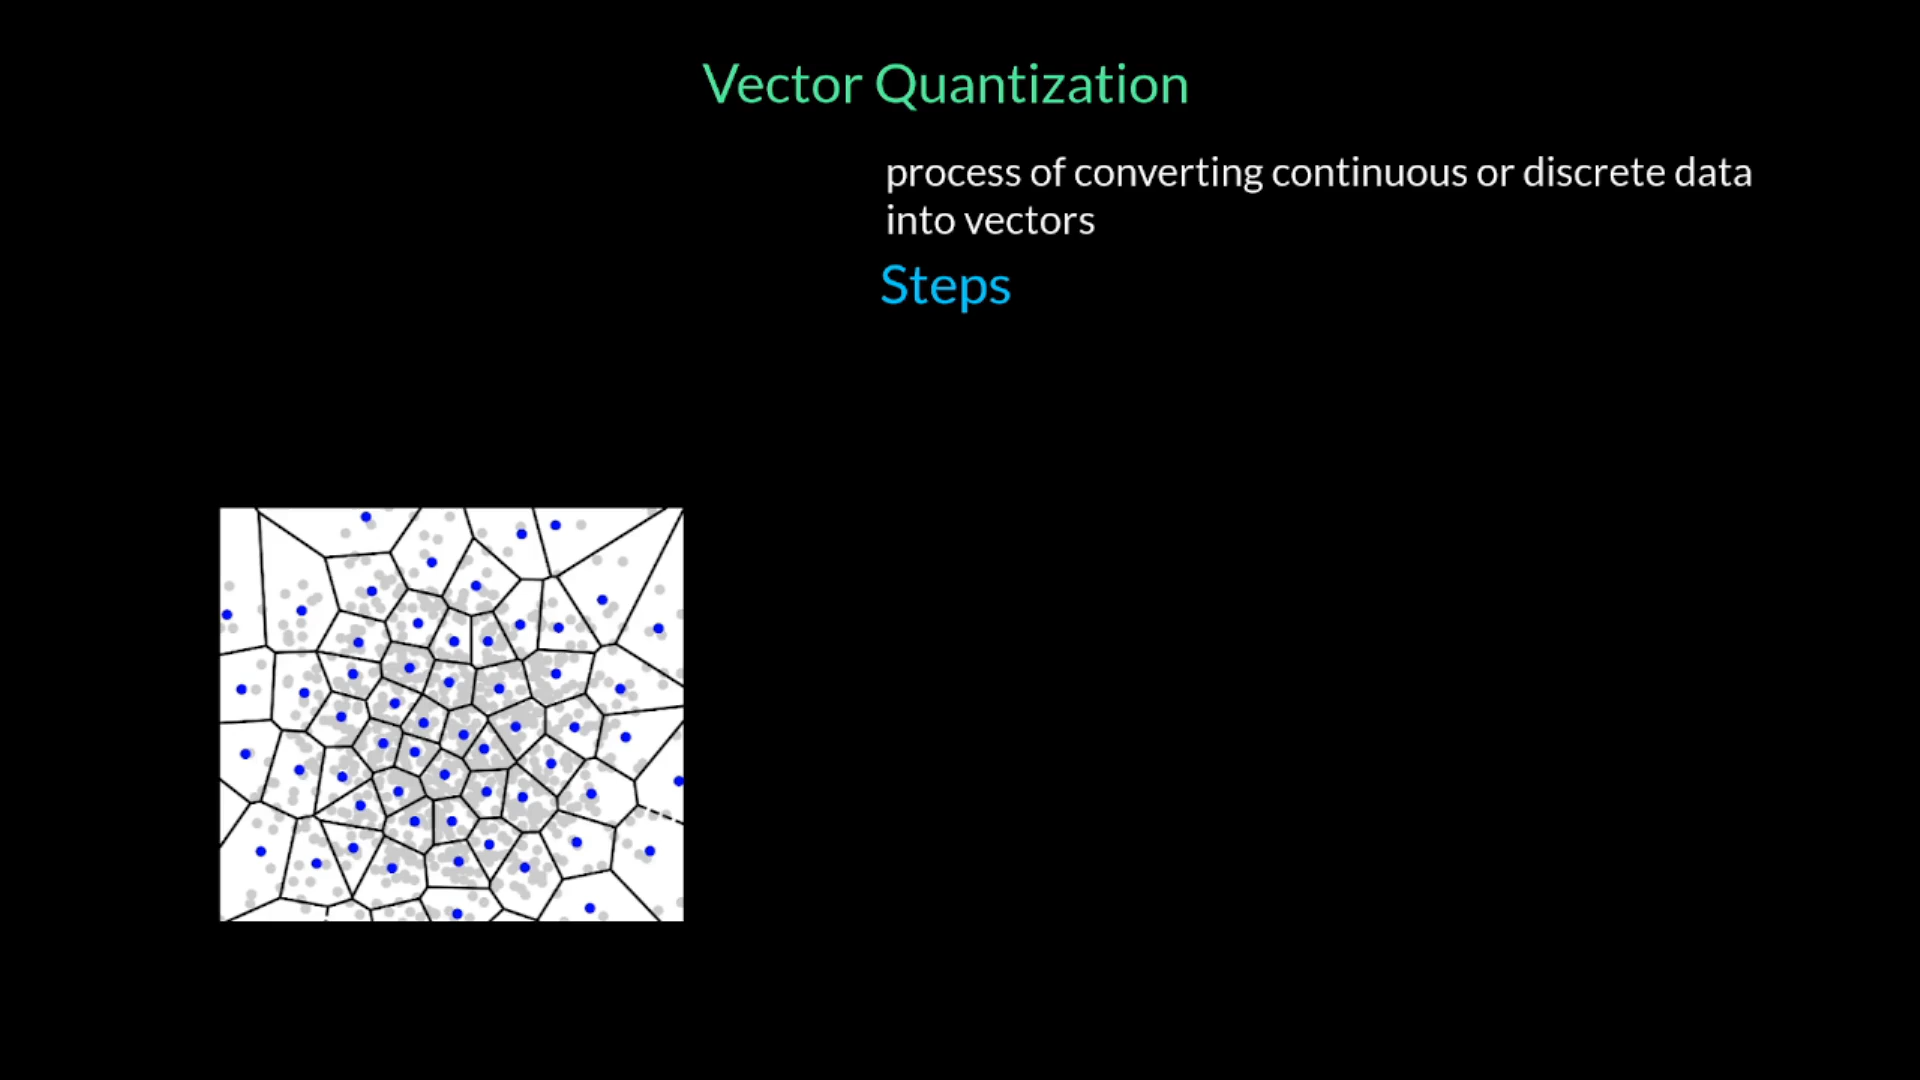 Vector Quantization
process of converting continuous or discrete data
into vectors
Steps